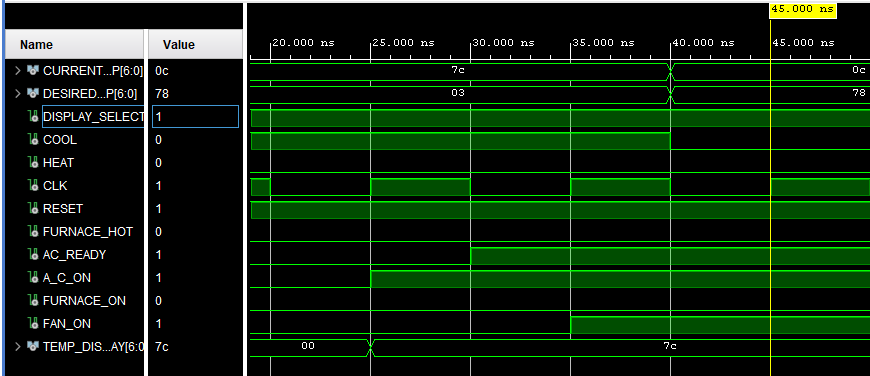 45.000 ns
Name Value
20.000 ns 25.000 ns 30.000 ns 35.000 ns 40.000 ns 45.000 ns
CURRENT...P[6:0] 0c 7c 0c
DESIRED...P[6:0] 78 03 78
DISPLAY_SELECT 1
COOL 0
HEAT 0
CLK 1
RESET 1
FURNACE_HOT 0
AC_READY 1
A_C_ON 1
FURNACE_ON 0
FAN_ON 1
TEMP_DIS...AY[6:0 7c 00 7c